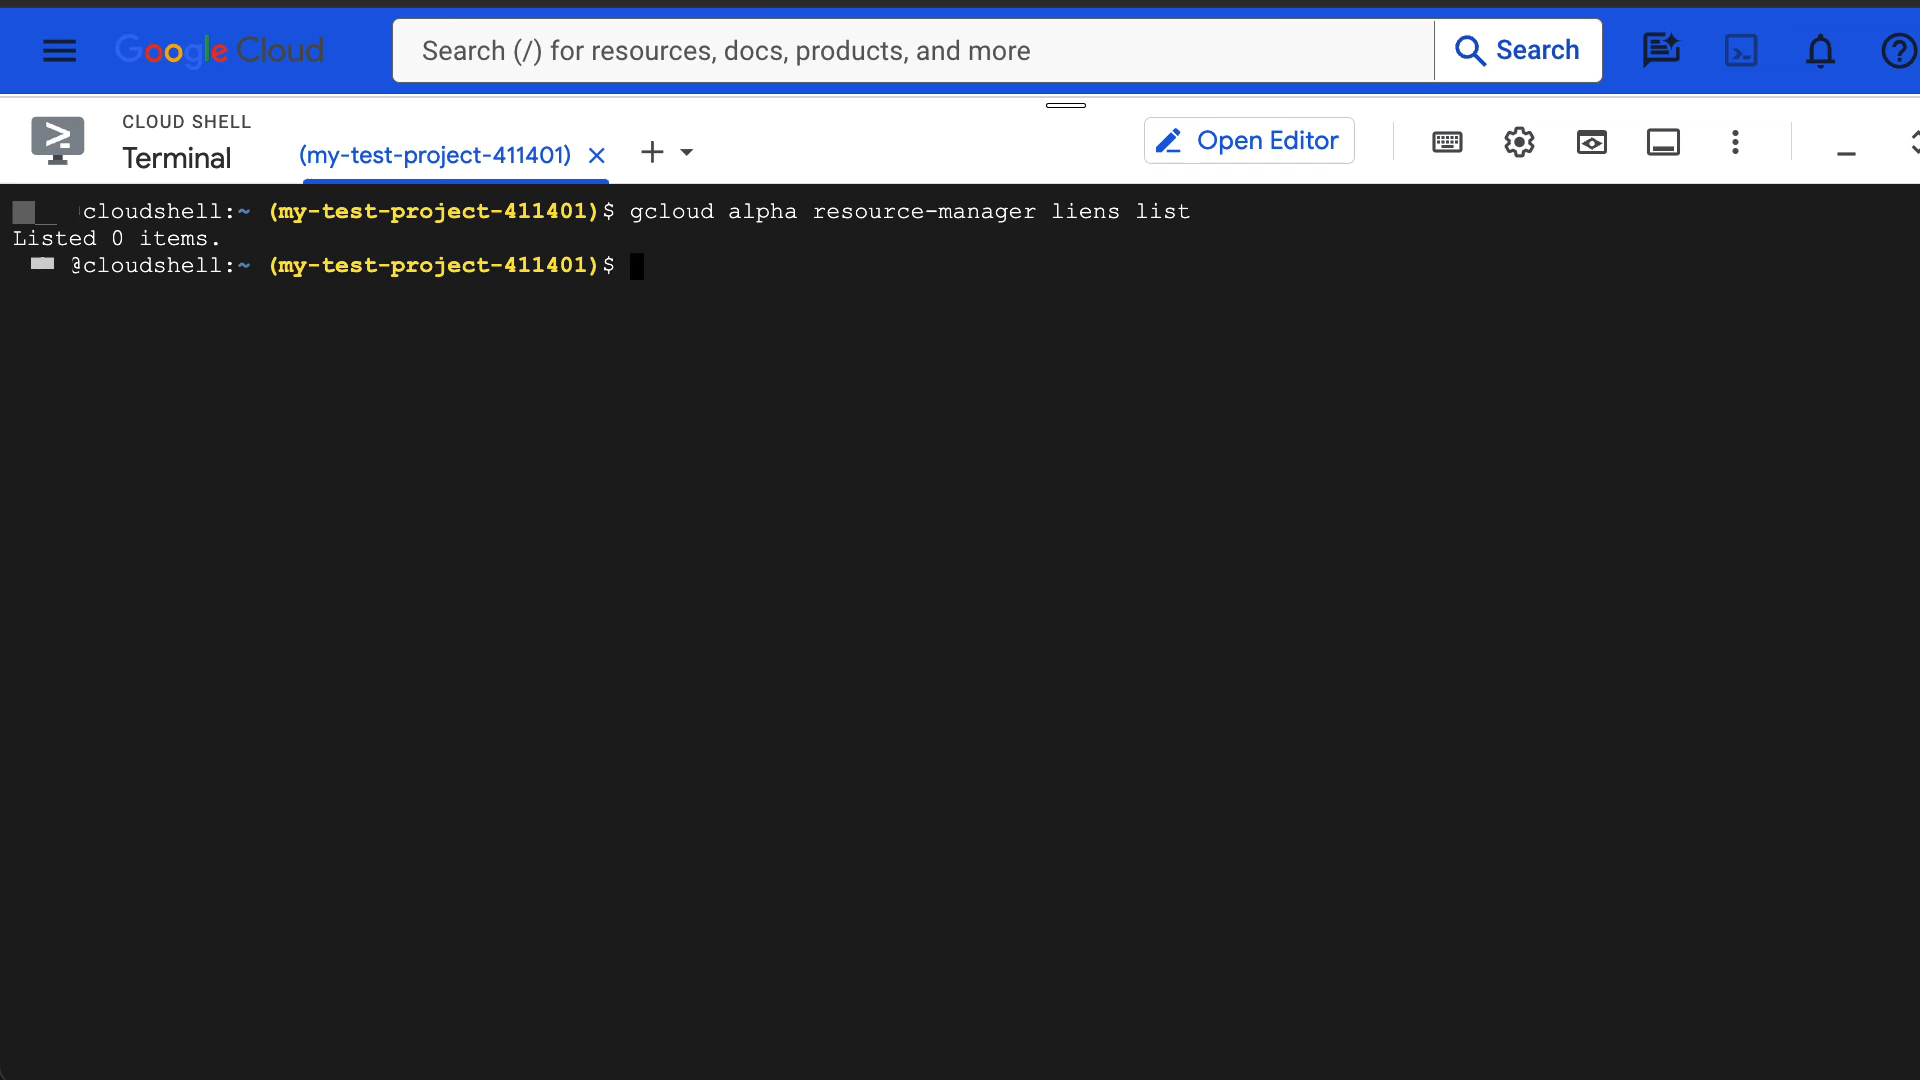 Google Cloud
Search (/) for resources, docs, products, and more
Search
CLOUD SHELL
Terminal
(my-test-project-411401)
Open Editor
cloudshell:~ (my-test-project-411401)$ gcloud alpha resource-manager liens list
Listed 0 items.
@cloudshell:~ (my-test-project-411401)$